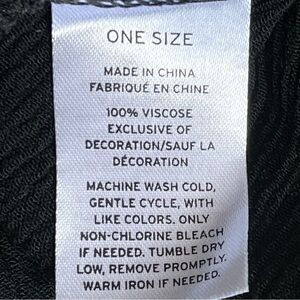 ONE SIZE
MADE IN CHINA
FABRIQUÉ EN CHINE
100% VISCOSE
EXCLUSIVE OF
DECORATION/SAUF LA
DÉCORATION
MACHINE WASH COLD,
GENTLE CYCLE, WITH
LIKE COLORS. ONLY
NON-CHLORINE BLEACH
IF NEEDED. TUMBLE DRY
LOW, REMOVE PROMPTLY.
WARM IRON IF NEEDED.